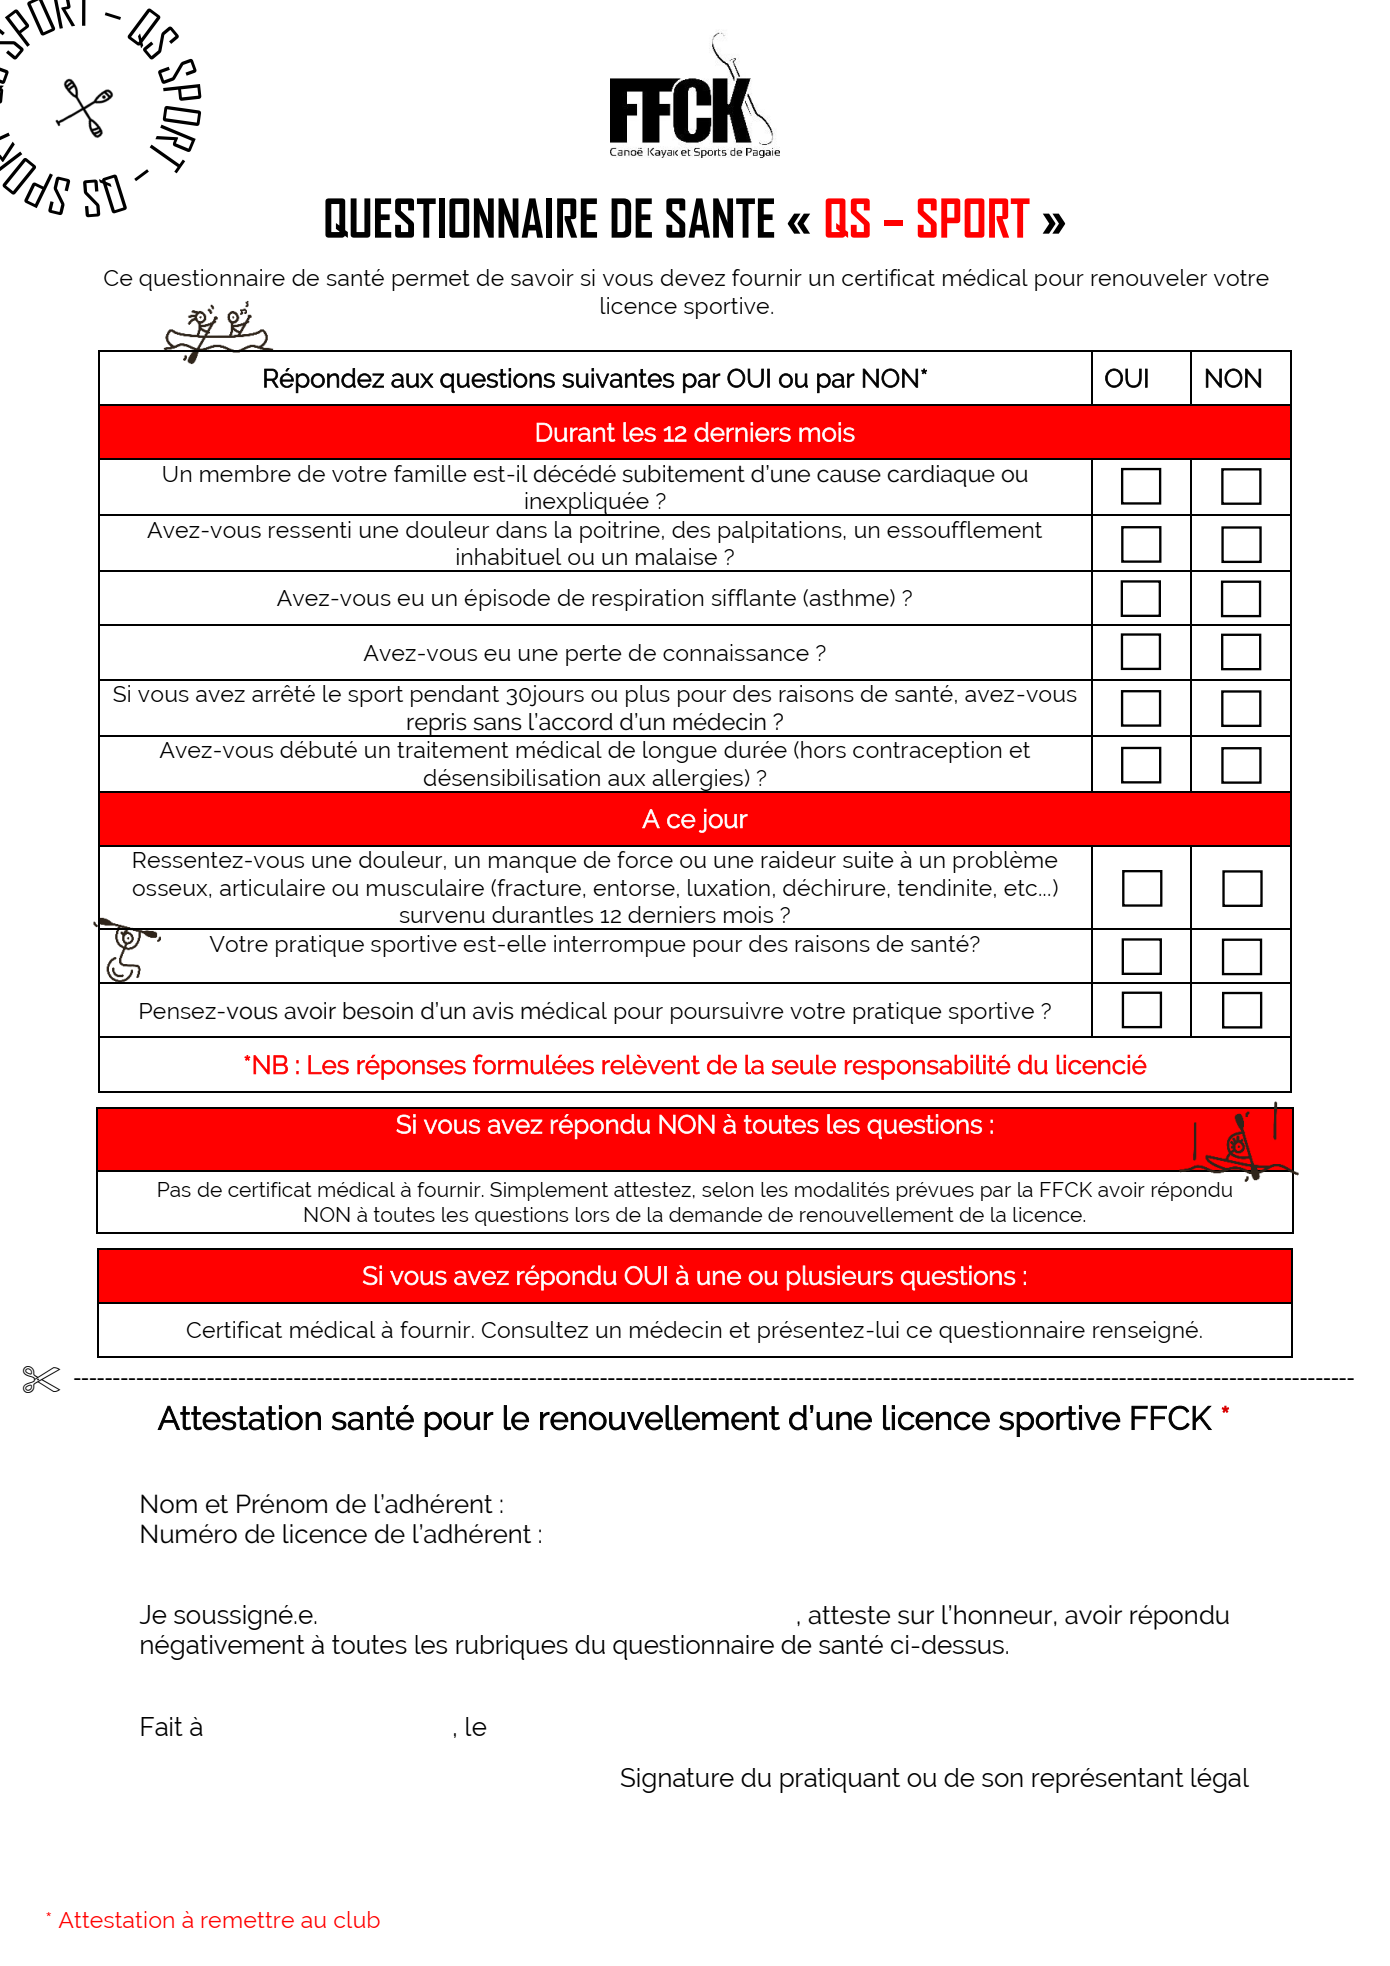 QS SPORT - QS SPORT - QS SPORT
FFCK
Canoë Kayak et Sports de Pagaie
QUESTIONNAIRE DE SANTE « QS – SPORT »
Ce questionnaire de santé permet de savoir si vous devez fournir un certificat médical pour renouveler votre
licence sportive.
Répondez aux questions suivantes par OUI ou par NON* OUI NON
Durant les 12 derniers mois
Un membre de votre famille est-il décédé subitement d’une cause cardiaque ou
inexpliquée ?
Avez-vous ressenti une douleur dans la poitrine, des palpitations, un essoufflement
inhabituel ou un malaise ?
Avez-vous eu un épisode de respiration sifflante (asthme) ?
Avez-vous eu une perte de connaissance ?
Si vous avez arrêté le sport pendant 30jours ou plus pour des raisons de santé, avez-vous
repris sans l’accord d’un médecin ?
Avez-vous débuté un traitement médical de longue durée (hors contraception et
désensibilisation aux allergies) ?
A ce jour
Ressentez-vous une douleur, un manque de force ou une raideur suite à un problème
osseux, articulaire ou musculaire (fracture, entorse, luxation, déchirure, tendinite, etc...)
survenu durantles 12 derniers mois ?
Votre pratique sportive est-elle interrompue pour des raisons de santé?
Pensez-vous avoir besoin d’un avis médical pour poursuivre votre pratique sportive ?
*NB : Les réponses formulées relèvent de la seule responsabilité du licencié
Si vous avez répondu NON à toutes les questions :
Pas de certificat médical à fournir. Simplement attestez, selon les modalités prévues par la FFCK avoir répondu
NON à toutes les questions lors de la demande de renouvellement de la licence.
Si vous avez répondu OUI à une ou plusieurs questions :
Certificat médical à fournir. Consultez un médecin et présentez-lui ce questionnaire renseigné.
Attestation santé pour le renouvellement d’une licence sportive FFCK *
Nom et Prénom de l’adhérent :
Numéro de licence de l’adhérent :
Je soussigné.e. , atteste sur l’honneur, avoir répondu
négativement à toutes les rubriques du questionnaire de santé ci-dessus.
Fait à , le
Signature du pratiquant ou de son représentant légal
* Attestation à remettre au club